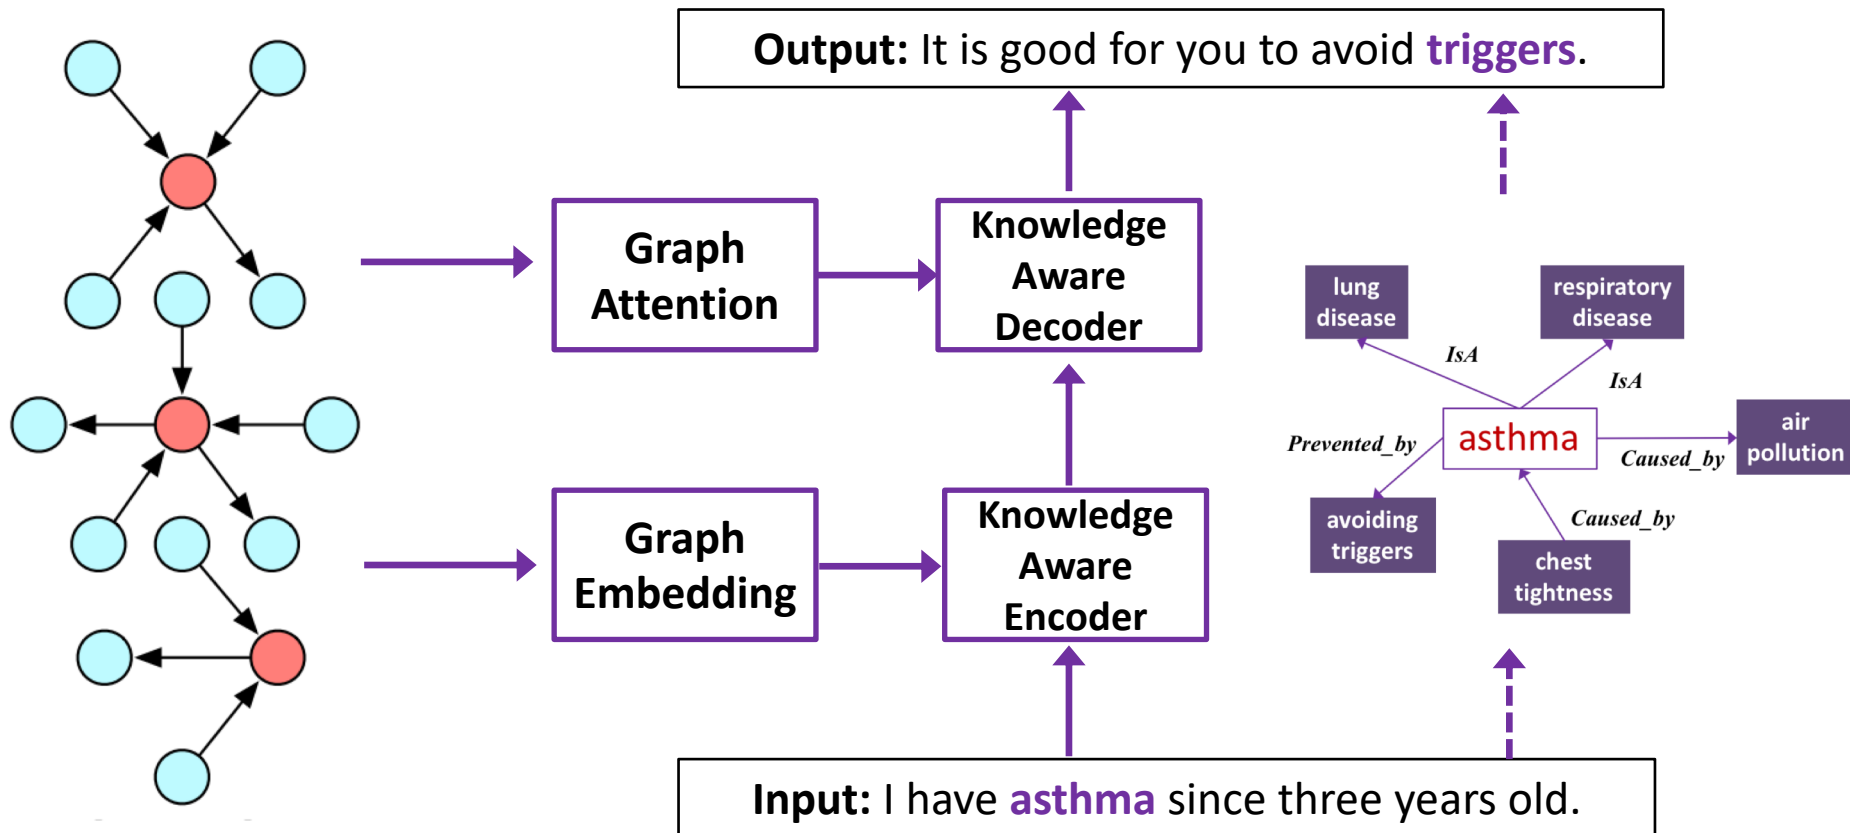 Output: It is good for you to avoid triggers.
Graph
Attention
Knowledge
Aware
Decoder
lung
disease
respiratory
disease
IsA
IsA
asthma
air
pollution
Prevented_by
Caused_by
avoiding
triggers
Caused_by
chest
tightness
Graph
Embedding
Knowledge
Aware
Encoder
Input: I have asthma since three years old.